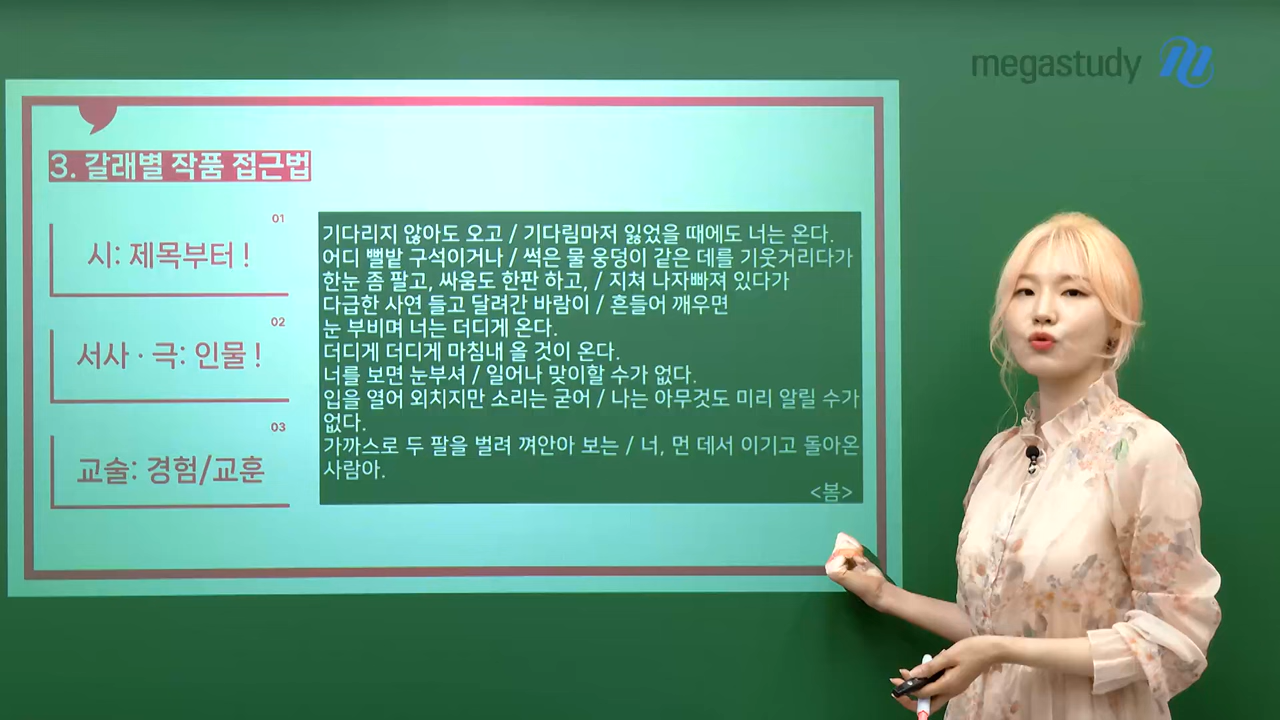 megastudy
3. 갈래별 작품 접근법
01
시: 제목부터 !
02
서사 · 극: 인물 !
03
교술: 경험/교훈
기다리지 않아도 오고 / 기다림마저 잃었을 때에도 너는 온다.
어디 뻘밭 구석이거나 / 썩은 물 웅덩이 같은 데를 기웃거리다가
한눈 좀 팔고, 싸움도 한판 하고, / 지쳐 나자빠져 있다가
다급한 사연 들고 달려간 바람이 / 흔들어 깨우면
눈 부비며 너는 더디게 온다.
더디게 더디게 마침내 올 것이 온다.
너를 보면 눈부셔 / 일어나 맞이할 수가 없다.
입을 열어 외치지만 소리는 굳어 / 나는 아무것도 미리 알릴 수가
없다.
가까스로 두 팔을 벌려 껴안아 보는 / 너, 먼 데서 이기고 돌아온
사람아.
<봄>